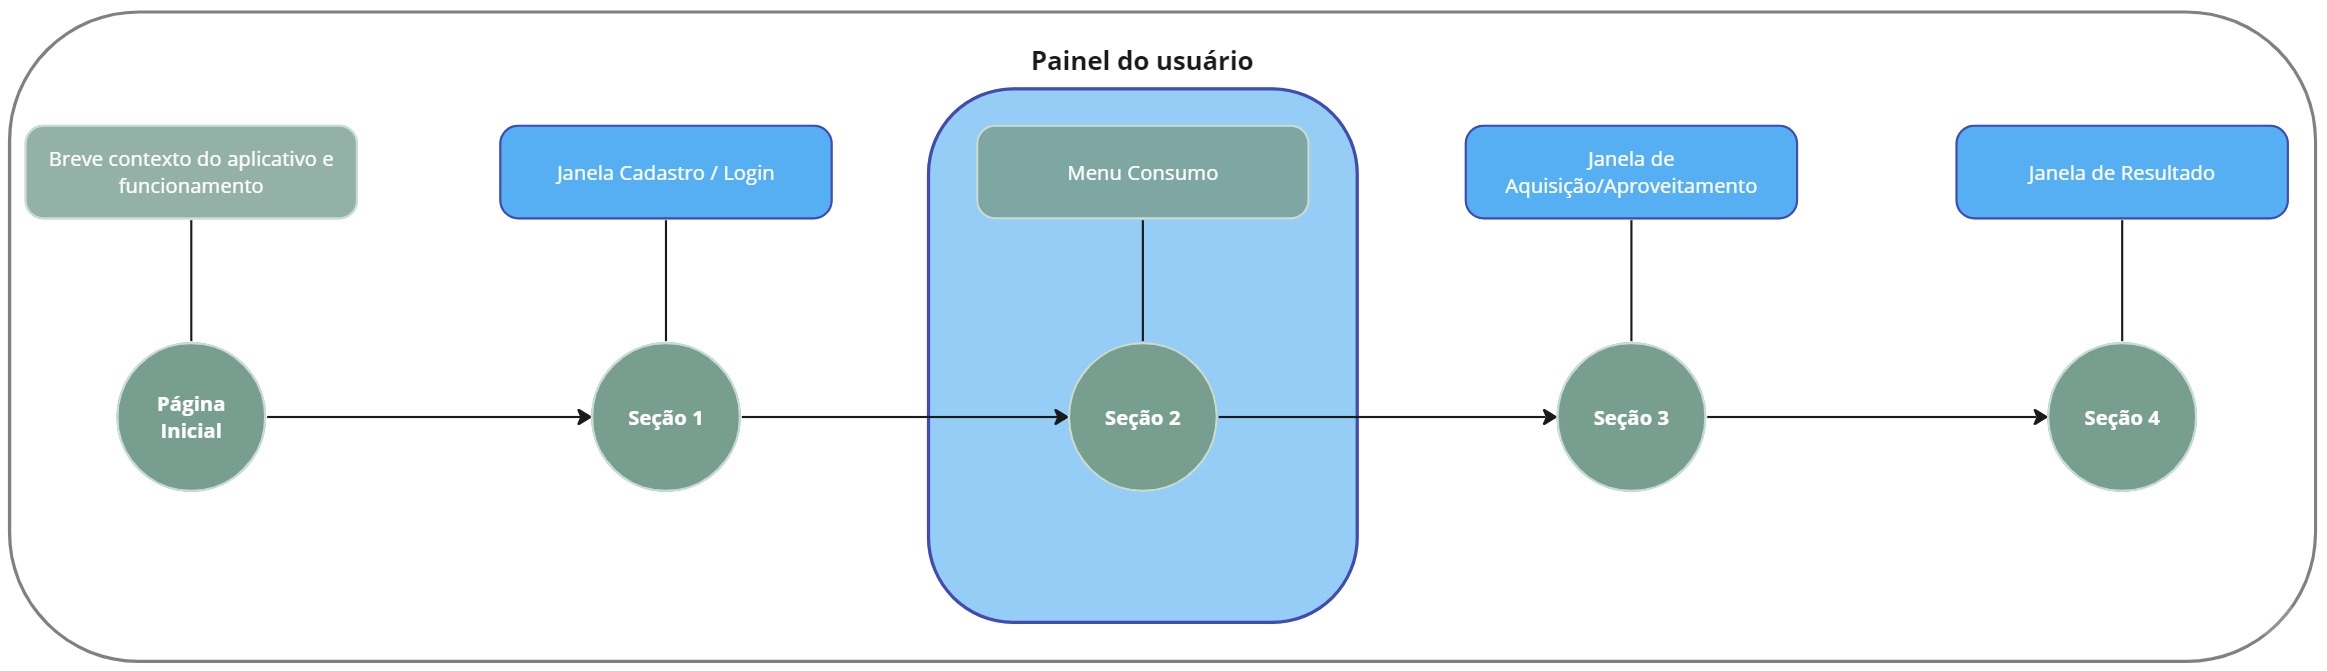 Painel do usuário
Breve contexto do aplicativo e
funcionamento
Janela Cadastro / Login
Menu Consumo
Janela de
Aquisição/Aproveitamento
Janela de Resultado
Página
Inicial
Seção 1
Seção 2
Seção 3
Seção 4